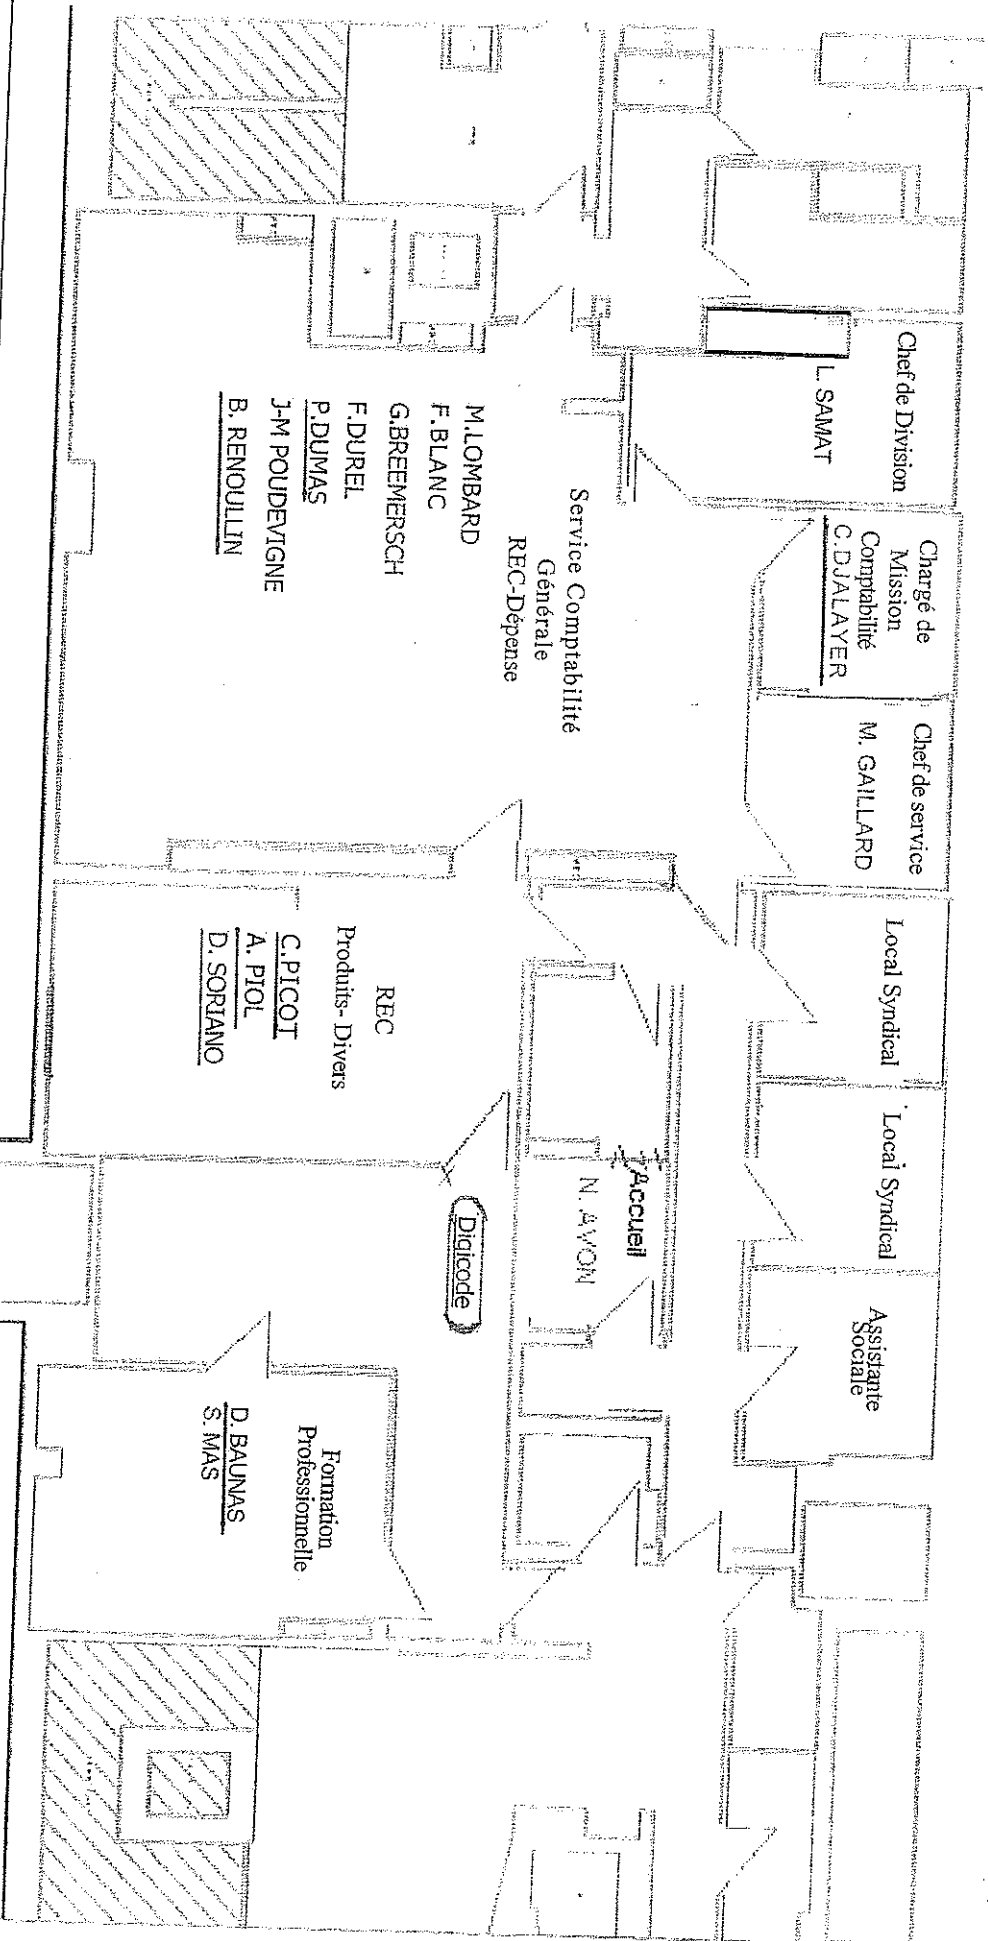 Chef de Division
L. SAMAT
Chargé de
Mission
Comptabilité
C.DJALAYER
Chef de service
M. GAILLARD
Local Syndical
Local Syndical
Assistante
Sociale
Service Comptabilité
Générale
REC-Dépense
M.LOMBARD
F.BLANC
G.BREEMERSCH
F.DUREL
P.DUMAS
J-M POUDEVIGNE
B. RENOULLIN
Accueil
N. AVON
REC
Produits- Divers
C.PICOT
A. PIOL
D. SORIANO
Digicode
Formation
Professionnelle
D. BAUNAS
S. MAS